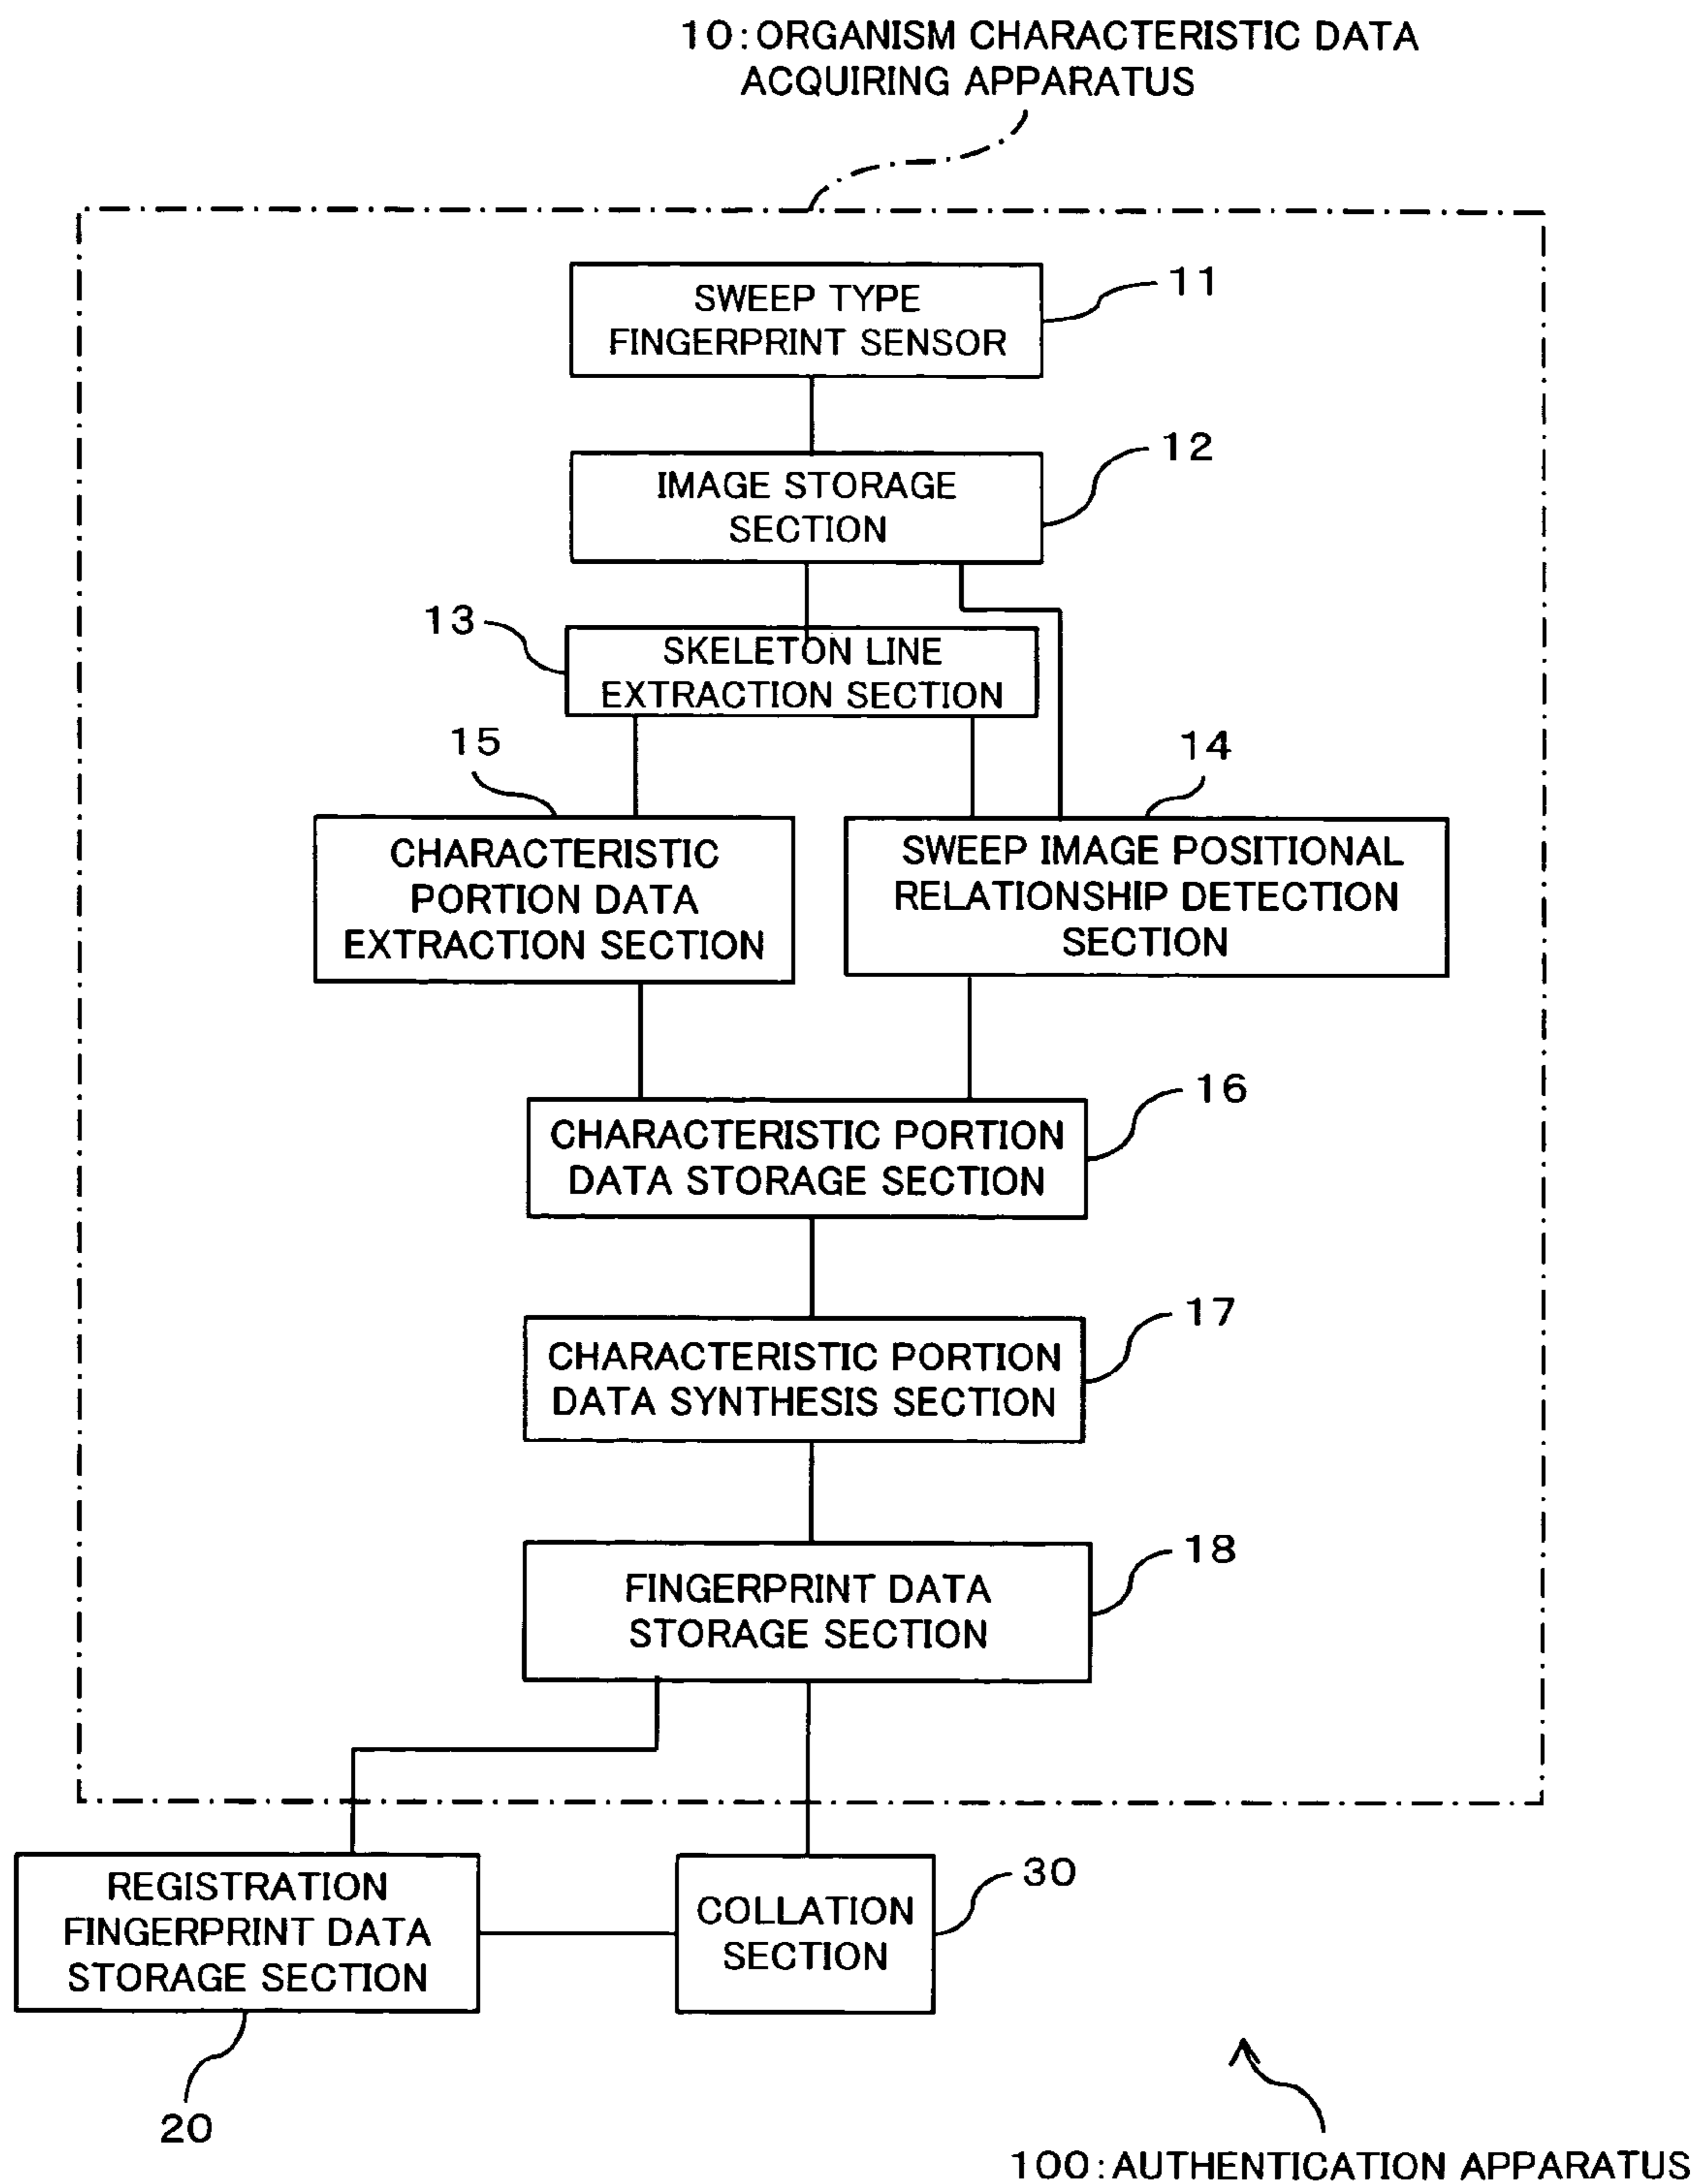 10:ORGANISM CHARACTERISTIC DATA
ACQUIRING APPARATUS
SWEEP TYPE
FINGERPRINT SENSOR
11
IMAGE STORAGE
SECTION
12
13
SKELETON LINE
EXTRACTION SECTION
15
14
CHARACTERISTIC
PORTION DATA
EXTRACTION SECTION
SWEEP IMAGE POSITIONAL
RELATIONSHIP DETECTION
SECTION
16
CHARACTERISTIC PORTION
DATA STORAGE SECTION
17
CHARACTERISTIC PORTION
DATA SYNTHESIS SECTION
18
FINGERPRINT DATA
STORAGE SECTION
REGISTRATION
FINGERPRINT DATA
STORAGE SECTION
COLLATION
SECTION
30
20
100:AUTHENTICATION APPARATUS